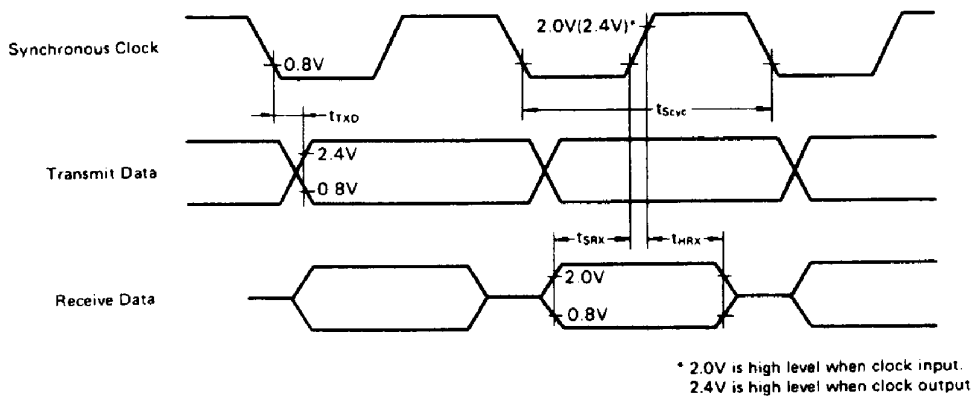 2.0V(2.4V)*
Synchronous Clock
0.8V
tScyc
tTXD
2.4V
Transmit Data
0.8V
tSRX
tHRX
2.0V
Receive Data
0.8V
* 2.0V is high level when clock input.
2.4V is high level when clock output